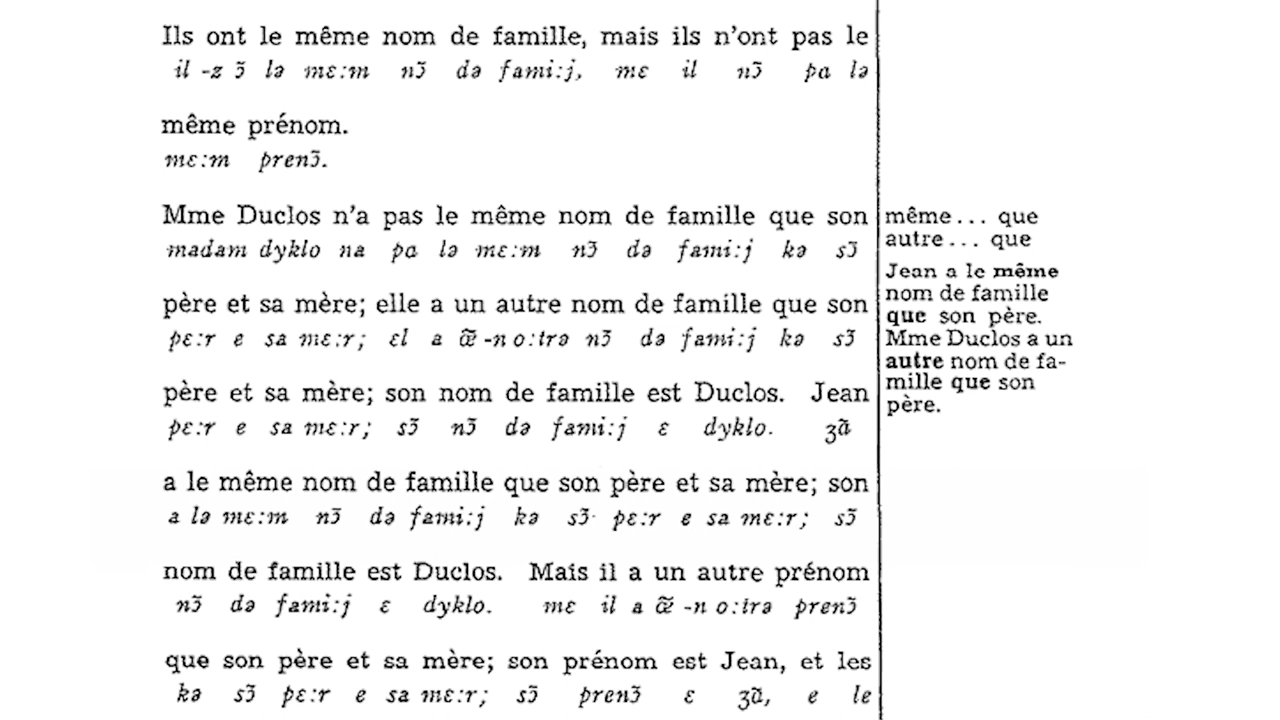 Ils ont le même nom de famille, mais ils n'ont pas le
il -z ɔ̃ lə mɛ:m nɔ̃ də fami:j, mɛ il nɔ̃ pa lə
même prénom.
mɛ:m prenɔ̃.
Mme Duclos n'a pas le même nom de famille que son
madam dyklo na pa lə mɛ:m nɔ̃ də fami:j kə sɔ̃
père et sa mère; elle a un autre nom de famille que son
pɛ:r e sa mɛ:r; ɛl a œ̃ -n o:trə nɔ̃ də fami:j kə sɔ̃
père et sa mère; son nom de famille est Duclos. Jean
pɛ:r e sa mɛ:r; sɔ̃ nɔ̃ də fami:j ɛ dyklo. ʒɑ̃
a le même nom de famille que son père et sa mère; son
a lə mɛ:m nɔ̃ də fami:j kə sɔ̃ pɛ:r e sa mɛ:r; sɔ̃
nom de famille est Duclos. Mais il a un autre prénom
nɔ̃ də fami:j ɛ dyklo. mɛ il a œ̃ -n o:trə prenɔ̃
que son père et sa mère; son prénom est Jean, et les
kə sɔ̃ pɛ:r e sa mɛ:r; sɔ̃ prenɔ̃ ɛ ʒɑ̃, e le
même ... que
autre ... que
Jean a le même
nom de famille
que son père.
Mme Duclos a un
autre nom de fa-
mille que son
père.